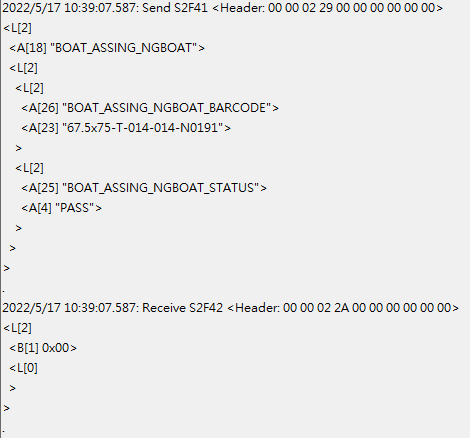 2022/5/17 10:39:07.587: Send S2F41 <Header: 00 00 02 29 00 00 00 00 00 00>
<L[2]
<A[18] "BOAT_ASSING_NGBOAT">
<L[2]
<L[2]
<A[26] "BOAT_ASSING_NGBOAT_BARCODE">
<A[23] "67.5x75-T-014-014-N0191">
>
<L[2]
<A[25] "BOAT_ASSING_NGBOAT_STATUS">
<A[4] "PASS">
>
>
>
.
2022/5/17 10:39:07.587: Receive S2F42 <Header: 00 00 02 2A 00 00 00 00 00 00>
<L[2]
<B[1] 0x00>
<L[0]
>
>
.